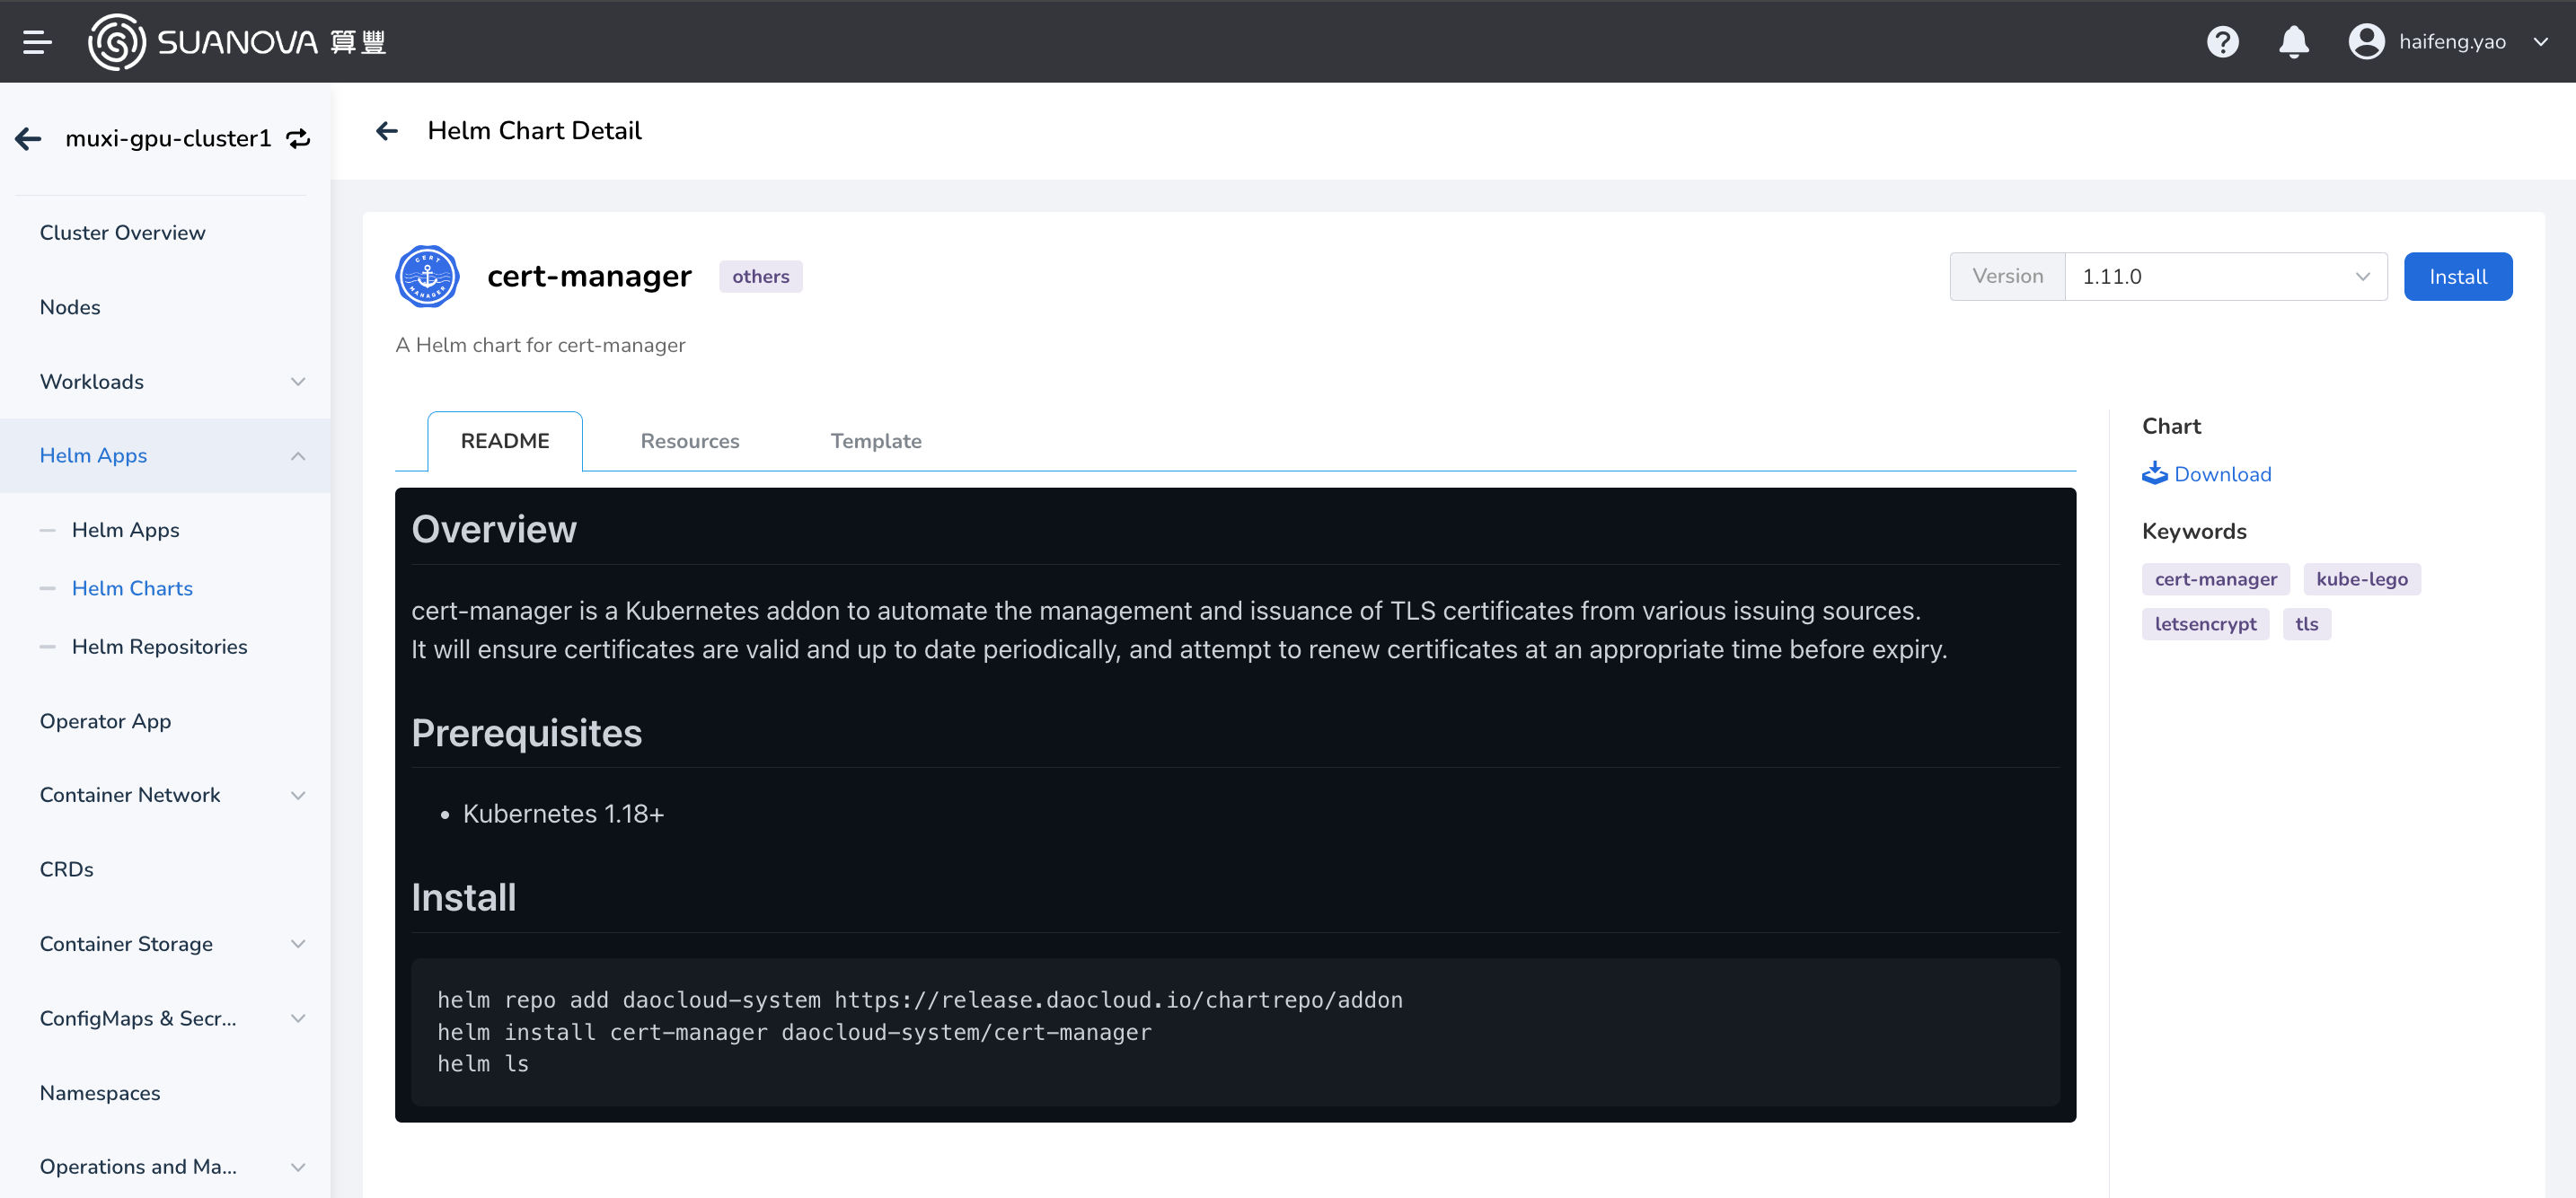 SUANOVA 算豐
haifeng.yao
muxi-gpu-cluster1
Cluster Overview
Nodes
Workloads
Helm Apps
Helm Apps
Helm Charts
Helm Repositories
Operator App
Container Network
CRDs
Container Storage
ConfigMaps & Secr...
Namespaces
Operations and Ma...
Helm Chart Detail
CERT
MANAGER
cert-manager
others
Version
1.11.0
Install
A Helm chart for cert-manager
README
Resources
Template
Overview
cert-manager is a Kubernetes addon to automate the management and issuance of TLS certificates from various issuing sources.
It will ensure certificates are valid and up to date periodically, and attempt to renew certificates at an appropriate time before expiry.
Prerequisites
• Kubernetes 1.18+
Install
helm repo add daocloud-system https://release.daocloud.io/chartrepo/addon
helm install cert-manager daocloud-system/cert-manager
helm ls
Chart
Download
Keywords
cert-manager
kube-lego
letsencrypt
tls